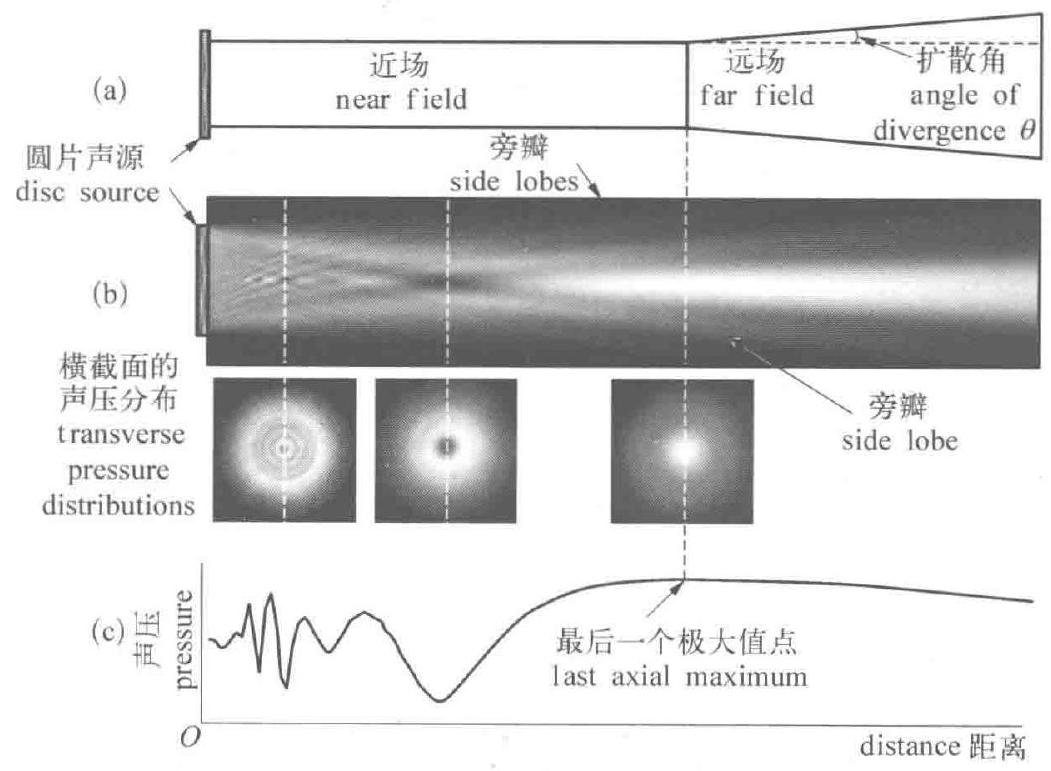 (a)
近场
near field
远场
far field
扩散角
angle of
divergence θ
圆片声源
disc source
旁瓣
side lobes
(b)
横截面的
声压分布
transverse
pressure
distributions
旁瓣
side lobe
(c)
声压
pressure
最后一个极大值点
last axial maximum
O
distance 距离